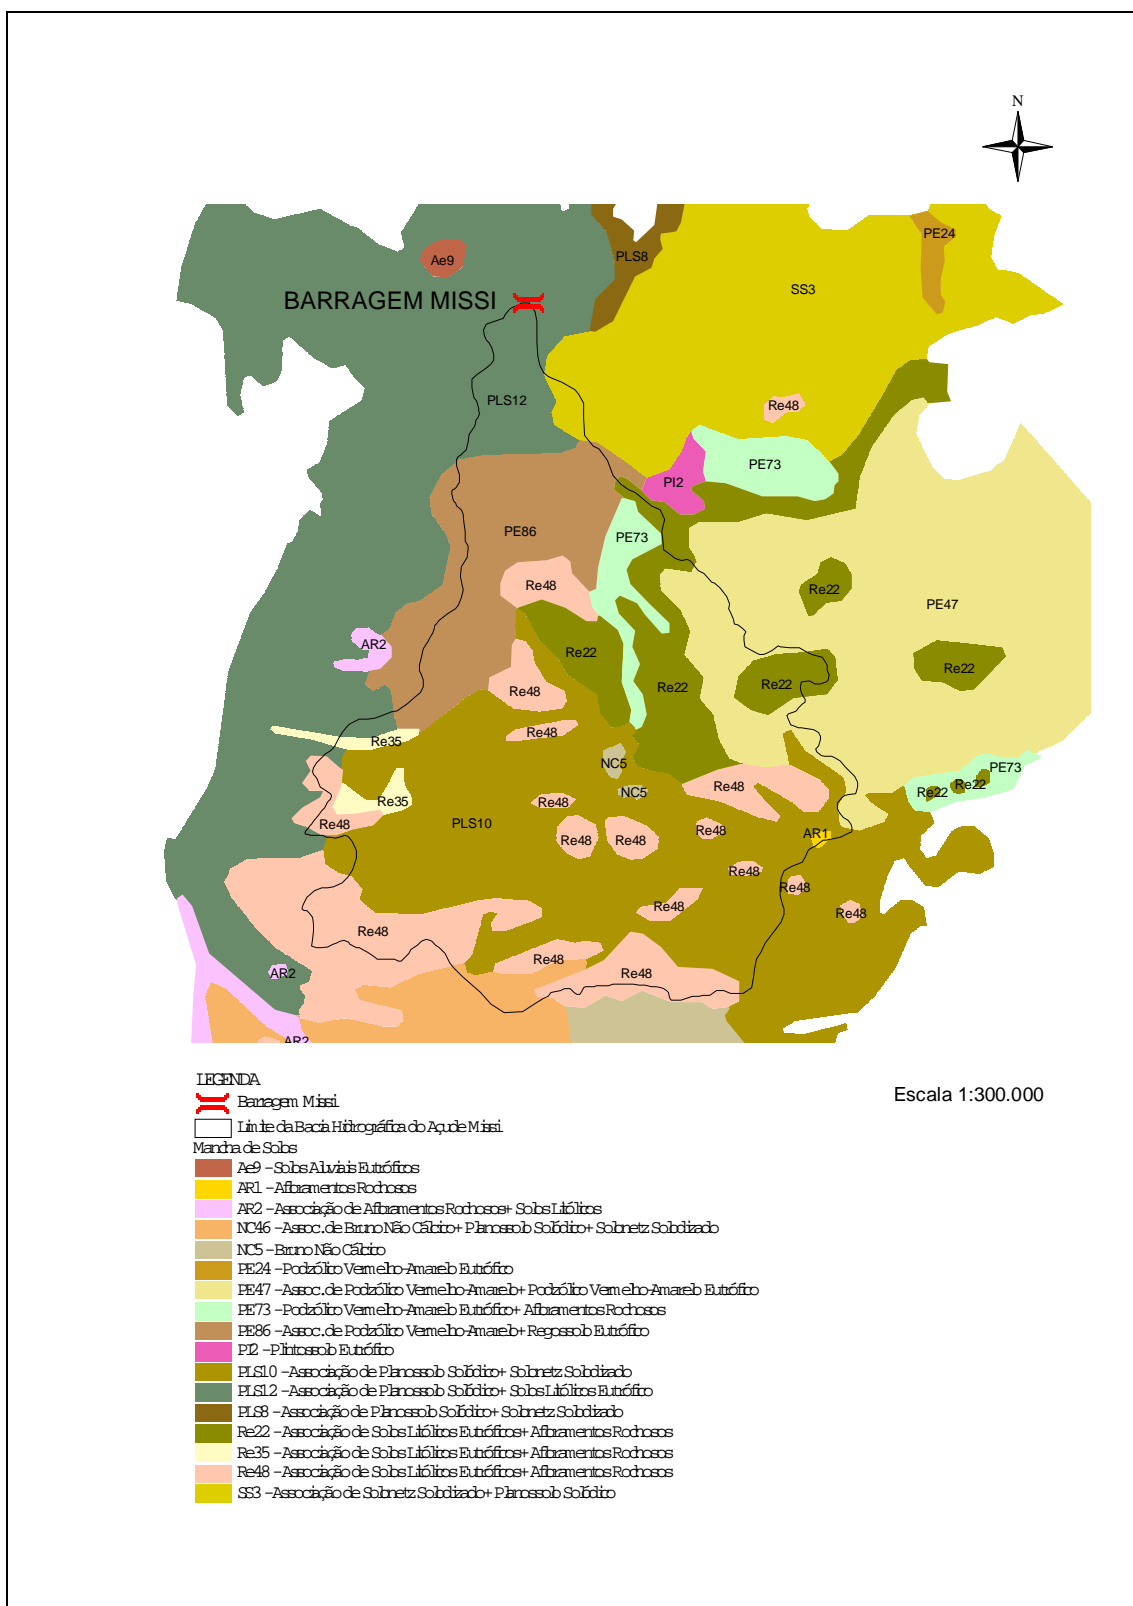 N
PE24
PLS8
Ae9
SS3
BARRAGEM MISSI
PLS12
Re48
PE73
PI2
PE86
PE73
Re48
Re22
PE47
AR2
Re22
Re22
Re48
Re22
Re22
Re48
Re35
NC5
PE73
Re48
Re22
Re22
NC5
Re35
Re48
Re48
PLS10
Re48
AR1
Re48
Re48
Re48
Re48
Re48
Re48
Re48
Re48
Re48
AR2
Re48
AR2
LEGENDA
Escala 1:300.000
Barragem Missi
Limite da Bacia Hidrográfica do Açude Missi
Mancha de Solos
Ae9 - Solos Aluviais Eutróficos
AR1 - Afloramentos Rochosos
AR2 - Associação de Afloramentos Rochosos + Solos Litólicos
NC46 - Assoc. de Bruno Não Cálcico + Planossolo Solódico + Solonetz Solodizado
NC5 - Bruno Não Cálcico
PE24 - Podzólico Vermelho-Amarelo Eutrófico
PE47 - Assoc. de Podzólico Vermelho-Amarelo + Podzólico Vermelho-Amarelo Eutrófico
PE73 - Podzólico Vermelho-Amarelo Eutrófico + Afloramentos Rochosos
PE86 - Assoc. de Podzólico Vermelho-Amarelo + Regossolo Eutrófico
PI2 - Plintossolo Eutrófico
PLS10 - Associação de Planossolo Solódico + Solonetz Solodizado
PLS12 - Associação de Planossolo Solódico + Solos Litólicos Eutrófico
PLS8 - Associação de Planossolo Solódico + Solonetz Solodizado
Re22 - Associação de Solos Litólicos Eutróficos + Afloramentos Rochosos
Re35 - Associação de Solos Litólicos Eutróficos + Afloramentos Rochosos
Re48 - Associação de Solos Litólicos Eutróficos + Afloramentos Rochosos
SS3 - Associação de Solonetz Solodizado + Planossolo Solódico